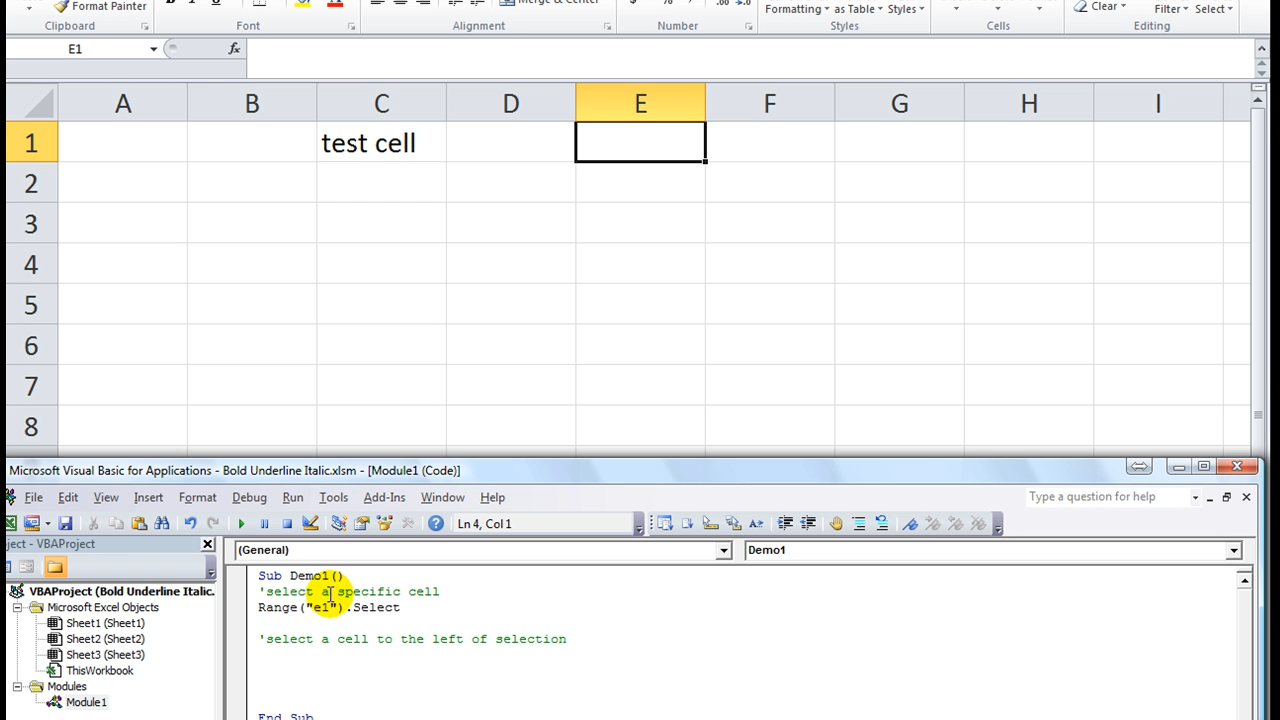 Format Painter
Merge & Center
Formatting as Table Styles
Clear
Filter Select
Clipboard
Font
Alignment
Number
Styles
Cells
Editing
E1
fx
A B C D E F G H I
1 test cell
2
3
4
5
6
7
8
Microsoft Visual Basic for Applications - Bold Underline Italic.xlsm - [Module1 (Code)]
File Edit View Insert Format Debug Run Tools Add-Ins Window Help
Type a question for help
Ln 4, Col 1
ject - VBAProject
(General)
Demo1
VBAProject (Bold Underline Italic.
Microsoft Excel Objects
Sheet1 (Sheet1)
Sheet2 (Sheet2)
Sheet3 (Sheet3)
ThisWorkbook
Modules
Module1
Sub Demo1()
'select a specific cell
Range("e1").Select
'select a cell to the left of selection
End Sub